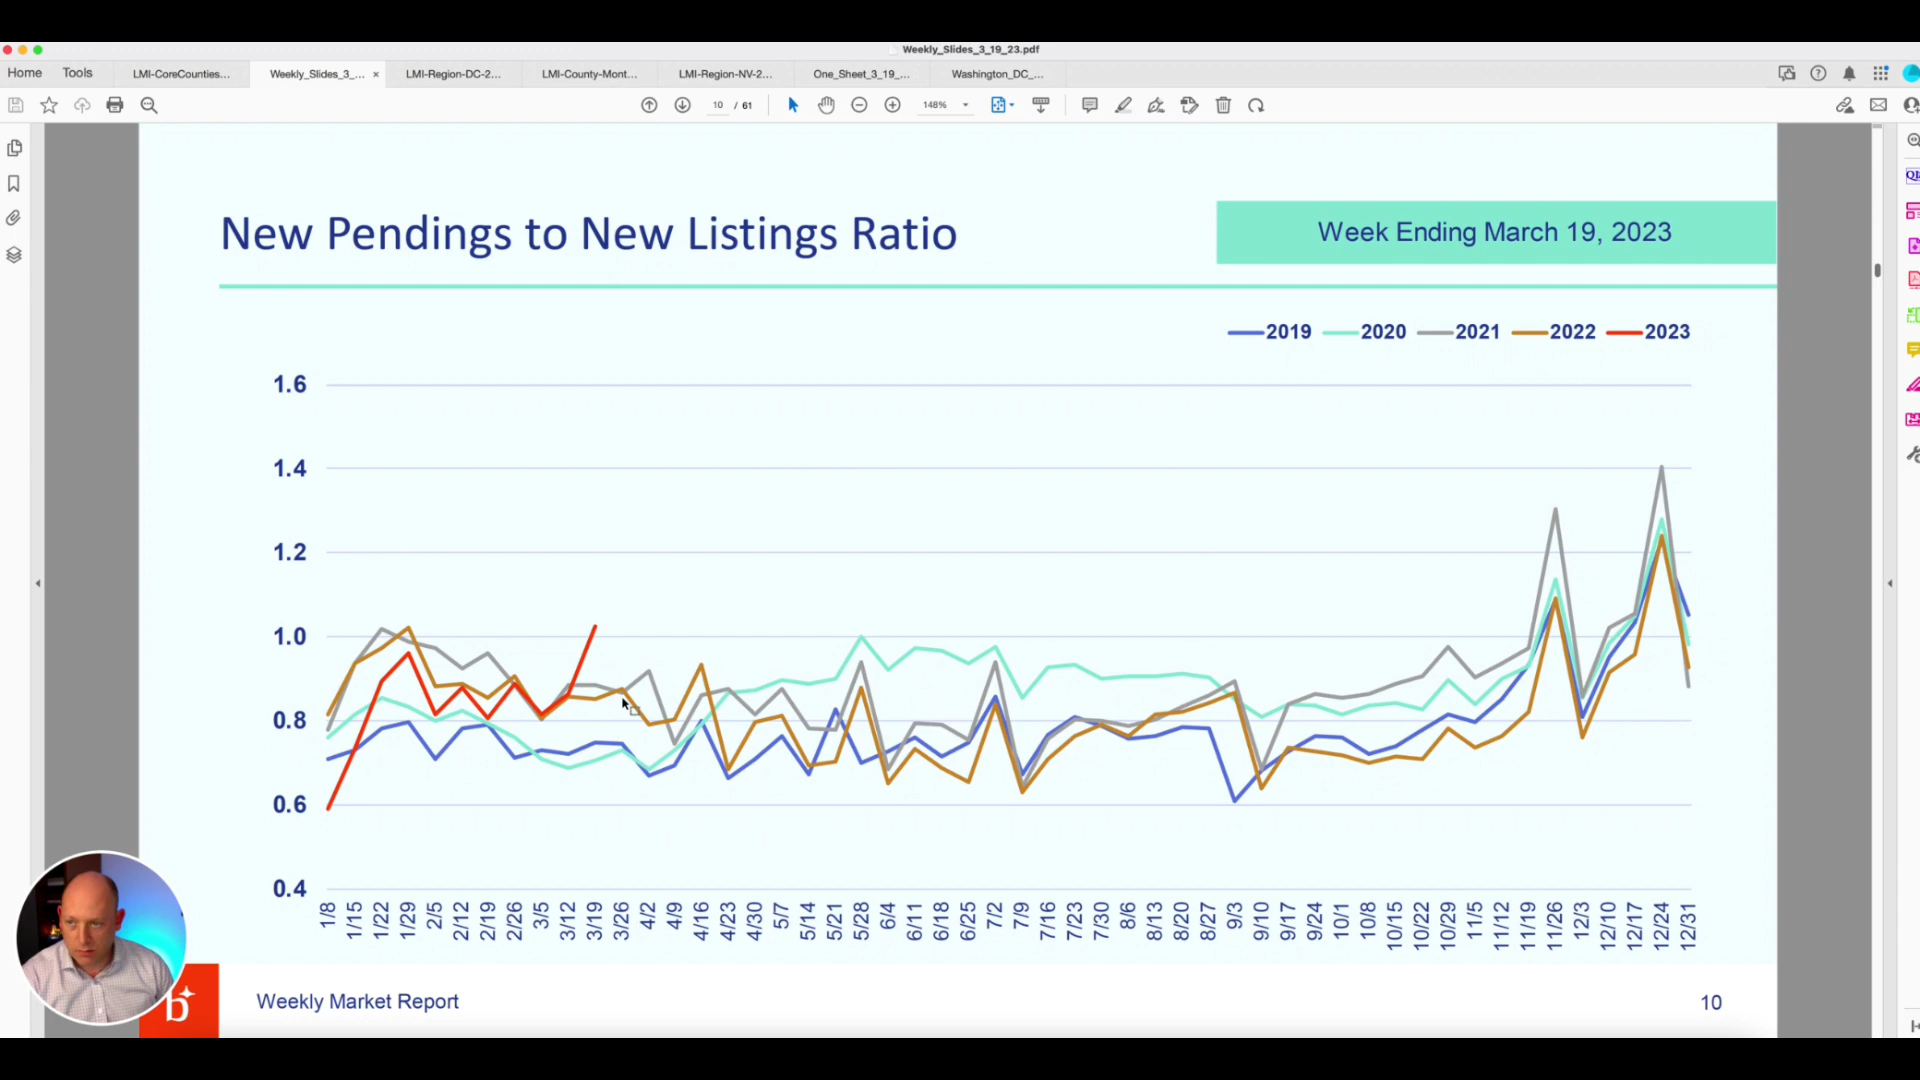 Weekly_Slides_3_19_23.pdf
Home Tools LMI-CoreCounties... Weekly_Slides_3_... × LMI-Region-DC-2... LMI-County-Mont... LMI-Region-NV-2... One_Sheet_3_19_... Washington_DC_...
10 / 61 148%
New Pendings to New Listings Ratio
Week Ending March 19, 2023
2019 2020 2021 2022 2023
1.6
1.4
1.2
1.0
0.8
0.6
0.4
1/8 1/15 1/22 1/29 2/5 2/12 2/19 2/26 3/5 3/12 3/19 3/26 4/2 4/9 4/16 4/23 4/30 5/7 5/14 5/21 5/28 6/4 6/11 6/18 6/25 7/2 7/9 7/16 7/23 7/30 8/6 8/13 8/20 8/27 9/3 9/10 9/17 9/24 10/1 10/8 10/15 10/22 10/29 11/5 11/12 11/19 11/26 12/3 12/10 12/17 12/24 12/31
b
Weekly Market Report
10